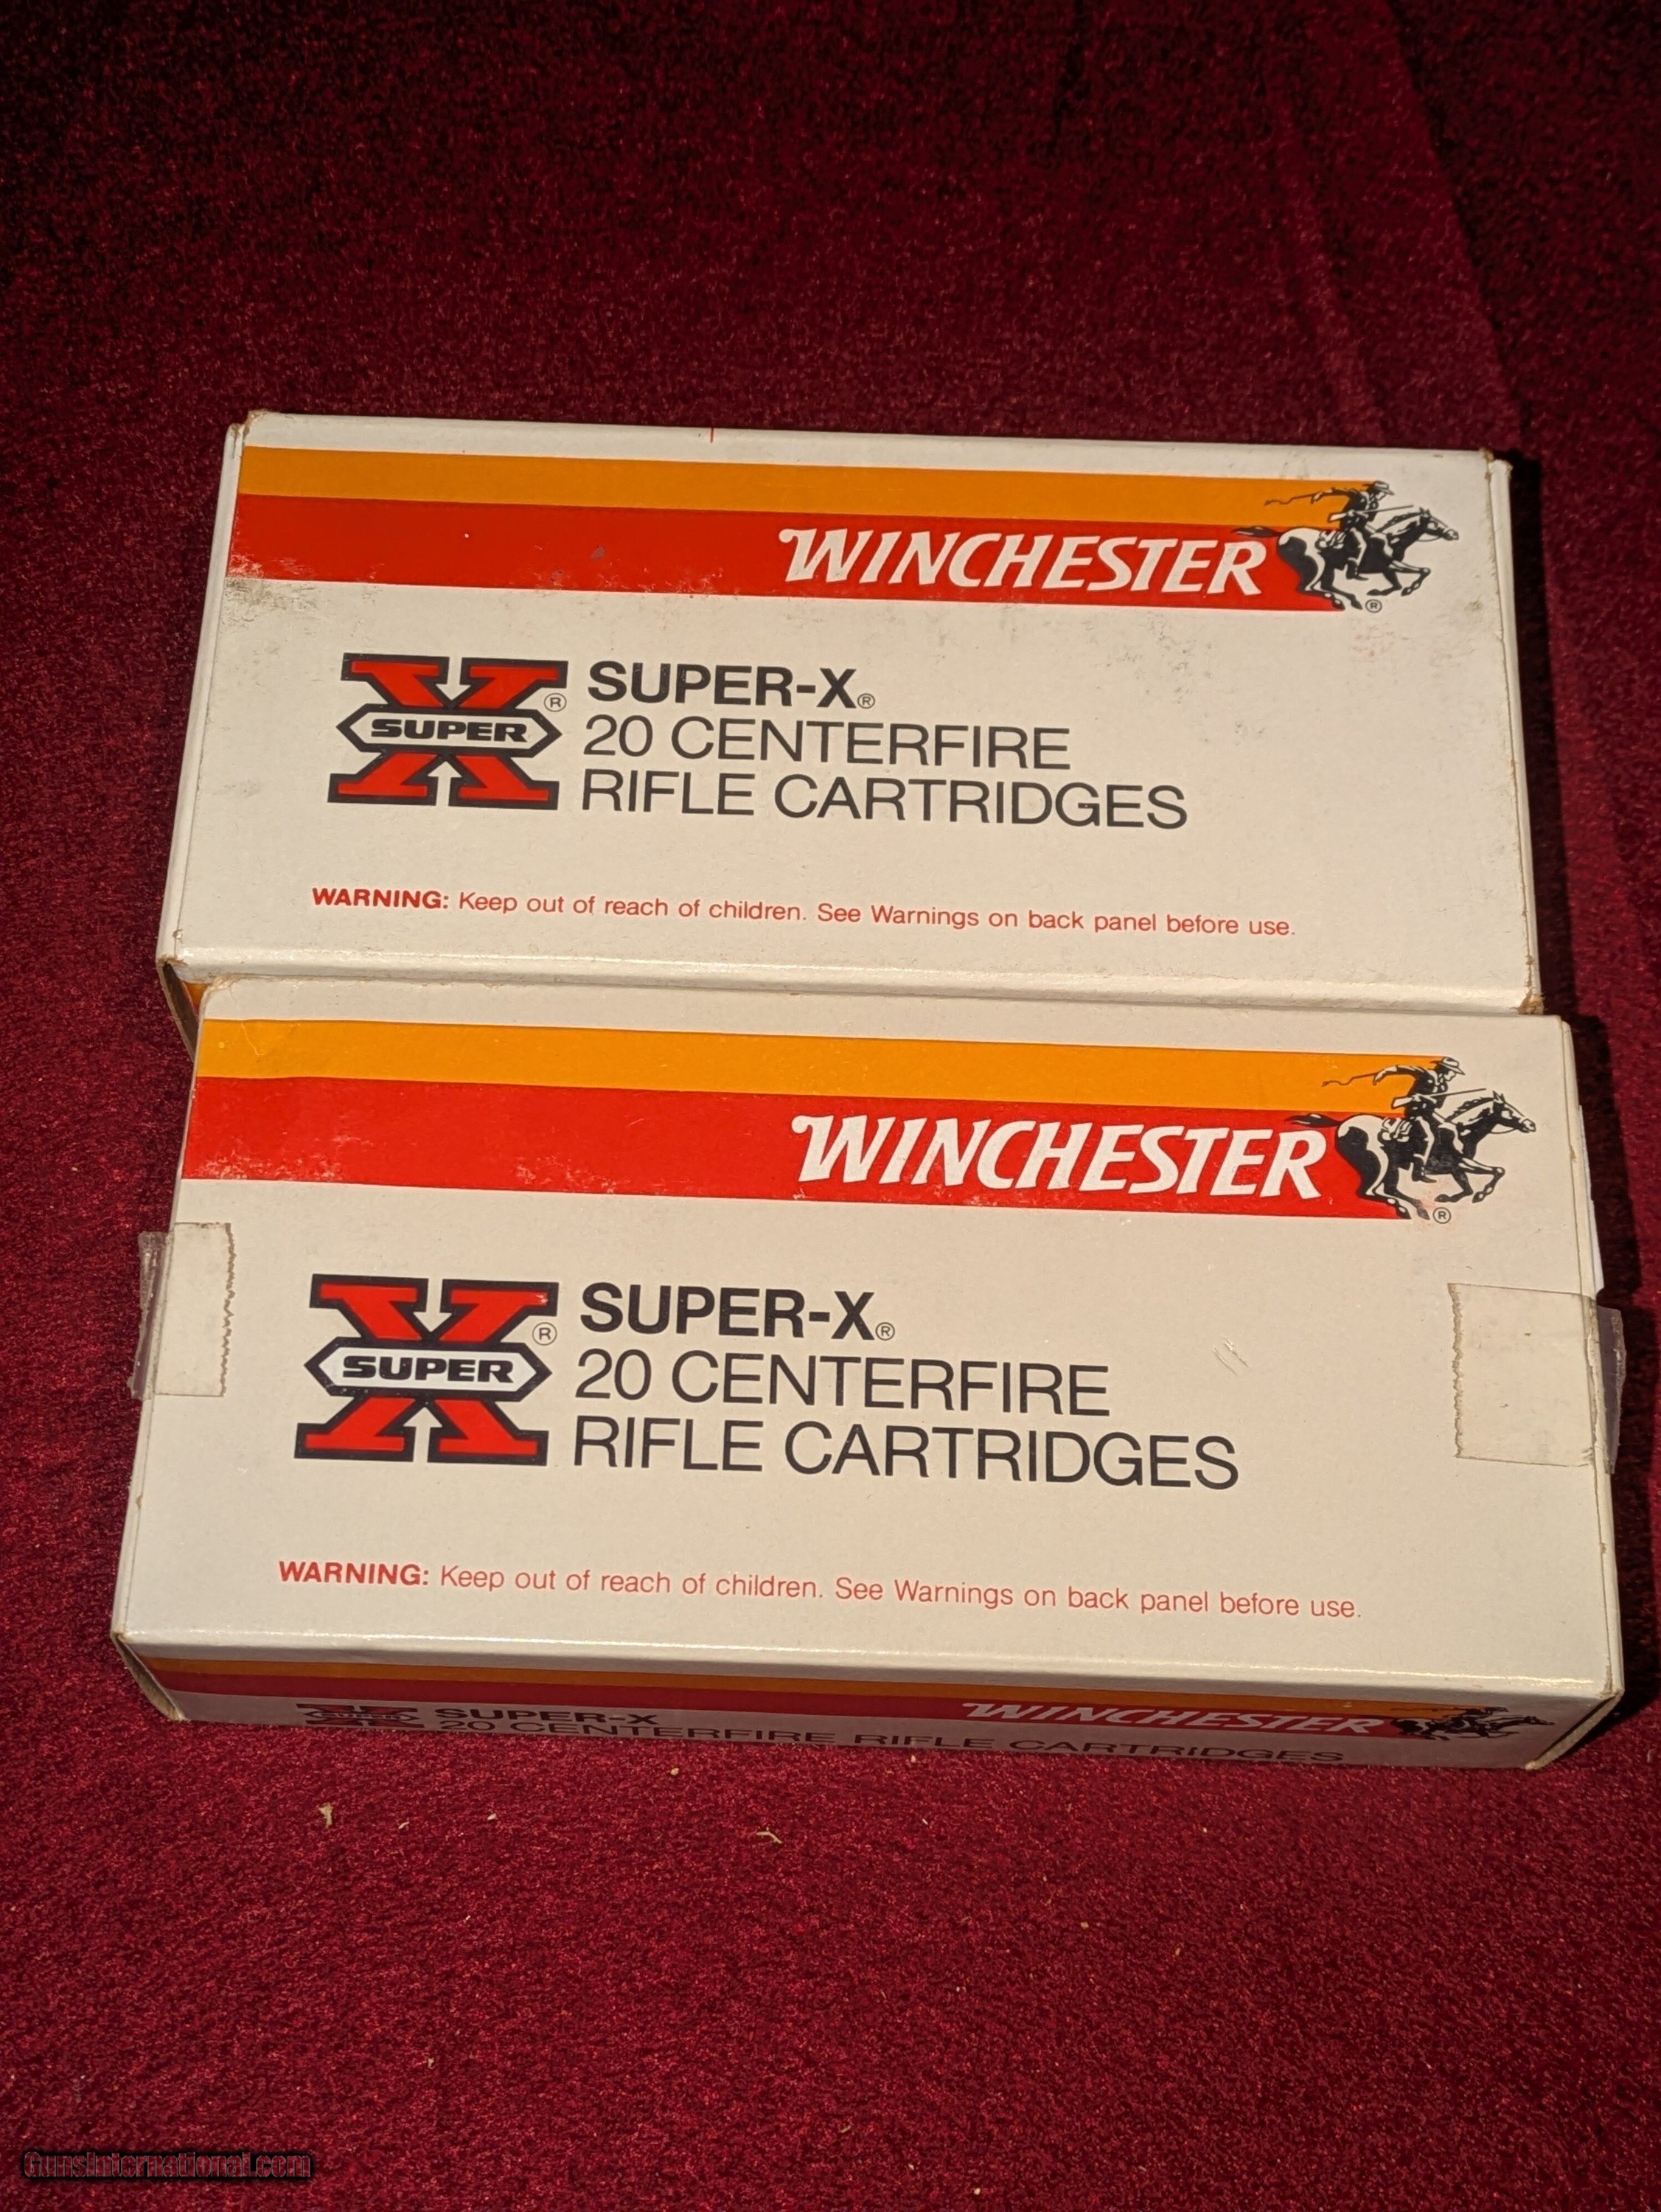 WINCHESTER
®
SUPER
®
SUPER-X®
20 CENTERFIRE
RIFLE CARTRIDGES
WARNING: Keep out of reach of children. See Warnings on back panel before use.
WINCHESTER
®
SUPER
®
SUPER-X®
20 CENTERFIRE
RIFLE CARTRIDGES
WARNING: Keep out of reach of children. See Warnings on back panel before use.
WINCHESTER
SUPER
SUPER-X
20 CENTERFIRE RIFLE CARTRIDGES
GunsInternational.com